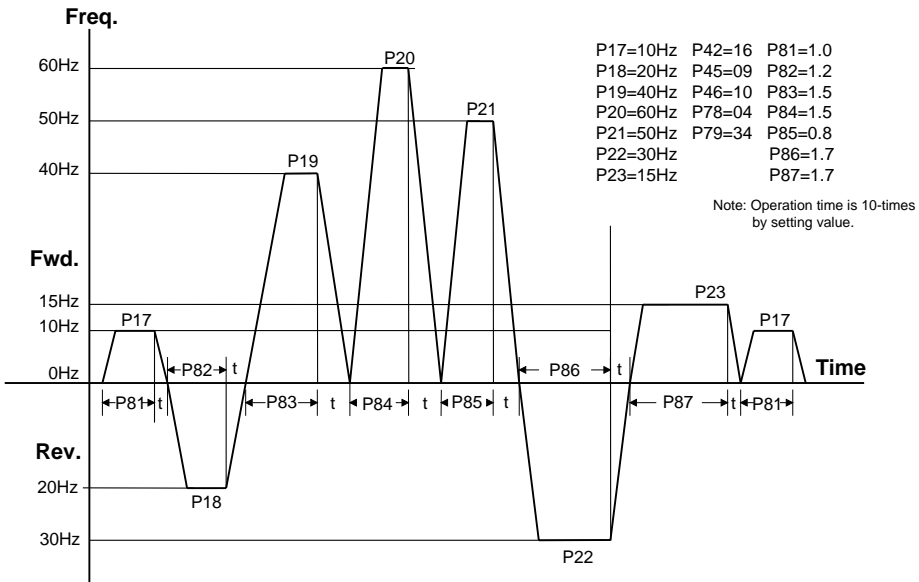 Freq.
60Hz
P20
P17=10Hz P42=16 P81=1.0
P18=20Hz P45=09 P82=1.2
P19=40Hz P46=10 P83=1.5
P20=60Hz P78=04 P84=1.5
P21=50Hz P79=34 P85=0.8
P22=30Hz P86=1.7
P23=15Hz P87=1.7
Note: Operation time is 10-times
by setting value.
50Hz
P21
40Hz
P19
Fwd.
15Hz
P23
10Hz
P17
P17
0Hz
P82 t
P86 t
Time
P81 t
P83 t P84 t P85 t
P87 t P81
Rev.
20Hz
P18
30Hz
P22